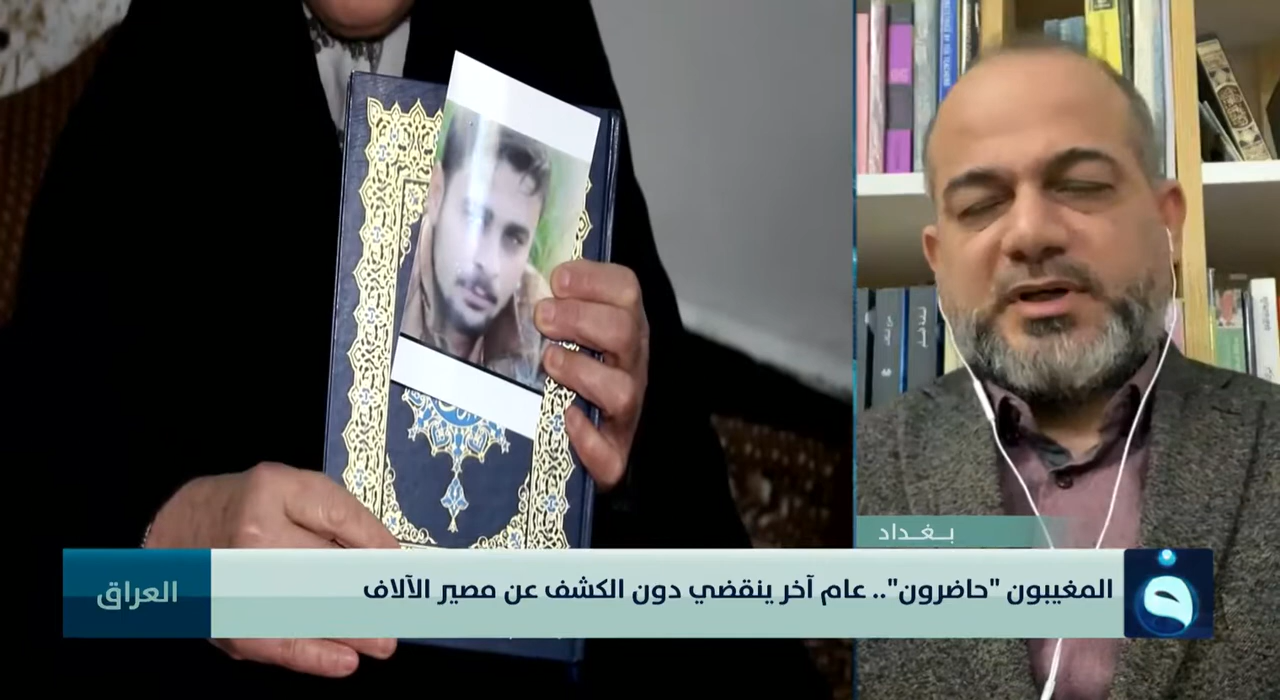 بغداد
المغيبون "حاضرون".. عام آخر ينقضي دون الكشف عن مصير الآلاف
العراق